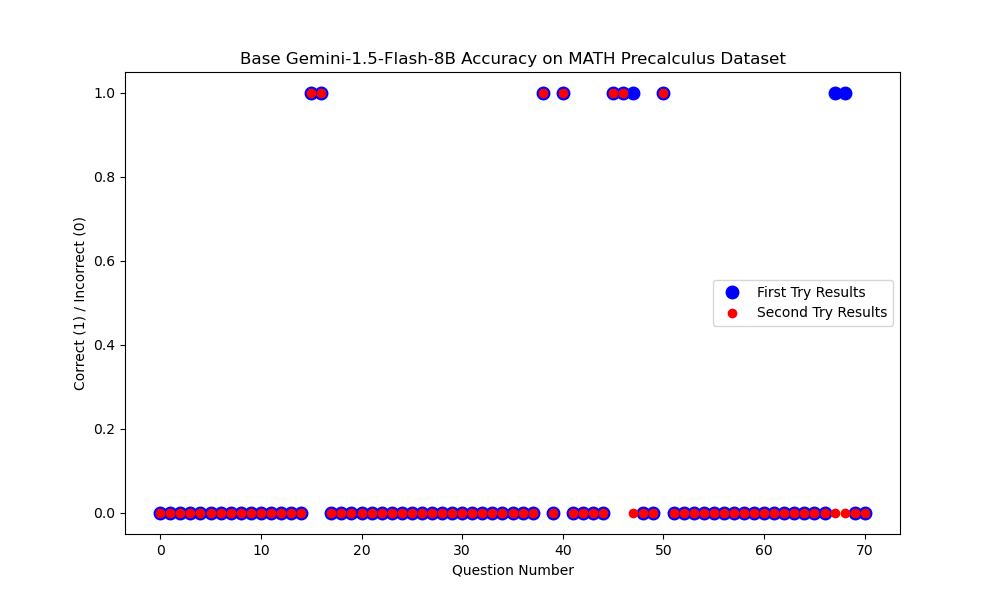 Base Gemini-1.5-Flash-8B Accuracy on MATH Precalculus Dataset
Correct (1) / Incorrect (0)
1.0
0.8
0.6
0.4
0.2
0.0
First Try Results
Second Try Results
0 10 20 30 40 50 60 70
Question Number